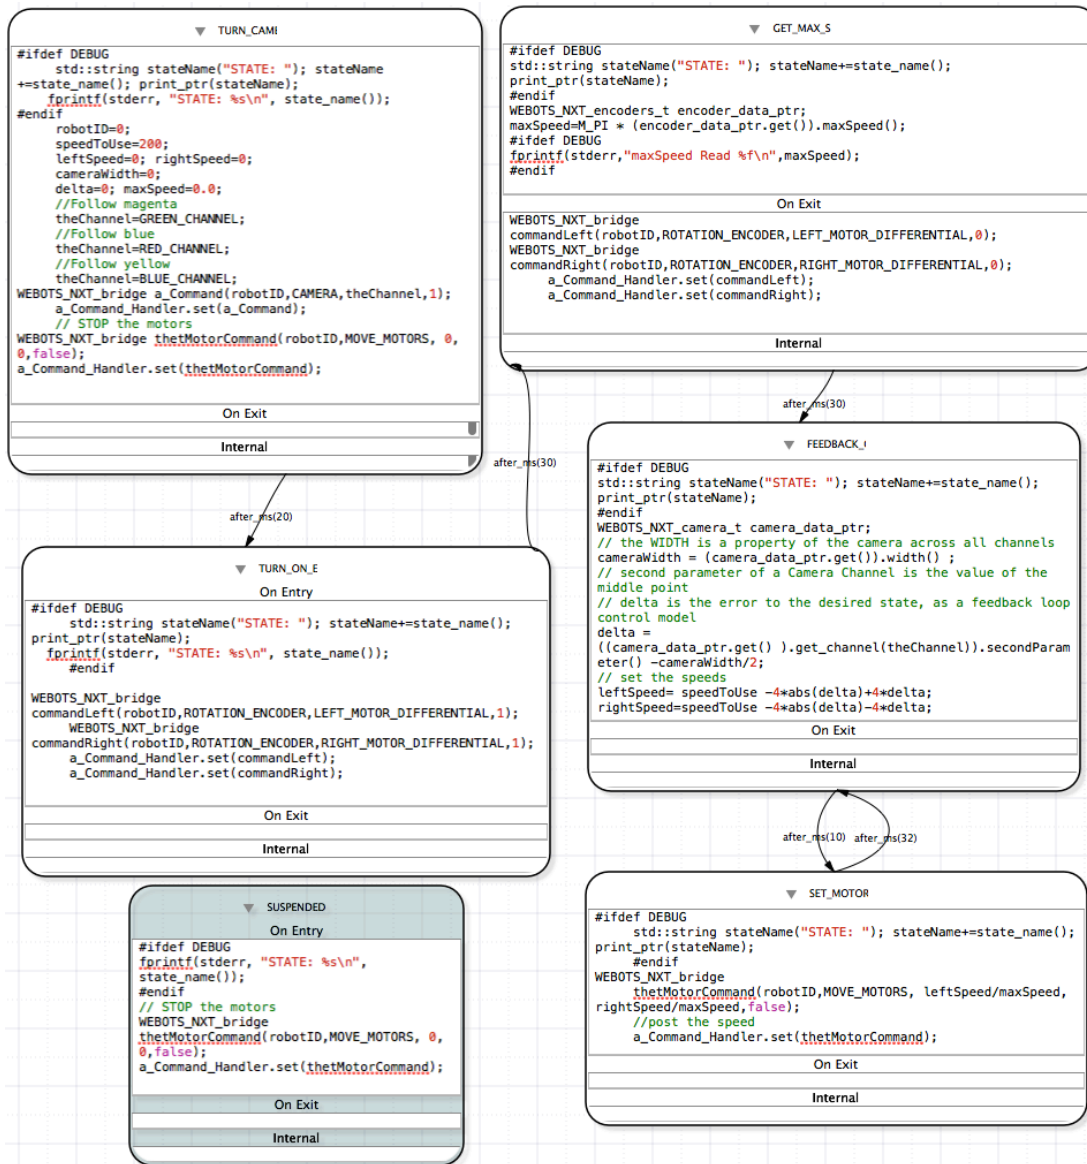 TURN_CAMI
#ifdef DEBUG
std::string stateName("STATE: "); stateName
+=state_name(); print_ptr(stateName);
fprintf(stderr, "STATE: %s\n", state_name());
#endif
robotID=0;
speedToUse=200;
leftSpeed=0; rightSpeed=0;
cameraWidth=0;
delta=0; maxSpeed=0.0;
//Follow magenta
theChannel=GREEN_CHANNEL;
//Follow blue
theChannel=RED_CHANNEL;
//Follow yellow
theChannel=BLUE_CHANNEL;
WEBOTS_NXT_bridge a_Command(robotID,CAMERA,theChannel,1);
a_Command_Handler.set(a_Command);
// STOP the motors
WEBOTS_NXT_bridge thetMotorCommand(robotID,MOVE_MOTORS, 0,
0,false);
a_Command_Handler.set(thetMotorCommand);
On Exit
Internal
after_ms(20)
TURN_ON_E
On Entry
#ifdef DEBUG
std::string stateName("STATE: "); stateName+=state_name();
print_ptr(stateName);
fprintf(stderr, "STATE: %s\n", state_name());
#endif
WEBOTS_NXT_bridge
commandLeft(robotID,ROTATION_ENCODER,LEFT_MOTOR_DIFFERENTIAL,1);
WEBOTS_NXT_bridge
commandRight(robotID,ROTATION_ENCODER,RIGHT_MOTOR_DIFFERENTIAL,1);
a_Command_Handler.set(commandLeft);
a_Command_Handler.set(commandRight);
On Exit
Internal
after_ms(30)
SUSPENDED
On Entry
#ifdef DEBUG
fprintf(stderr, "STATE: %s\n",
state_name());
#endif
// STOP the motors
WEBOTS_NXT_bridge
thetMotorCommand(robotID,MOVE_MOTORS, 0,
0,false);
a_Command_Handler.set(thetMotorCommand);
On Exit
Internal
GET_MAX_S
#ifdef DEBUG
std::string stateName("STATE: "); stateName+=state_name();
print_ptr(stateName);
#endif
WEBOTS_NXT_encoders_t encoder_data_ptr;
maxSpeed=M_PI * (encoder_data_ptr.get()).maxSpeed();
#ifdef DEBUG
fprintf(stderr,"maxSpeed Read %f\n",maxSpeed);
#endif
On Exit
WEBOTS_NXT_bridge
commandLeft(robotID,ROTATION_ENCODER,LEFT_MOTOR_DIFFERENTIAL,0);
WEBOTS_NXT_bridge
commandRight(robotID,ROTATION_ENCODER,RIGHT_MOTOR_DIFFERENTIAL,0);
a_Command_Handler.set(commandLeft);
a_Command_Handler.set(commandRight);
Internal
after_ms(30)
FEEDBACK_(
#ifdef DEBUG
std::string stateName("STATE: "); stateName+=state_name();
print_ptr(stateName);
#endif
WEBOTS_NXT_camera_t camera_data_ptr;
// the WIDTH is a property of the camera across all channels
cameraWidth = (camera_data_ptr.get()).width() ;
// second parameter of a Camera Channel is the value of the
middle point
// delta is the error to the desired state, as a feedback loop
control model
delta =
((camera_data_ptr.get() ).get_channel(theChannel)).secondParam
eter() -cameraWidth/2;
// set the speeds
leftSpeed= speedToUse -4*abs(delta)+4*delta;
rightSpeed=speedToUse -4*abs(delta)-4*delta;
On Exit
Internal
after_ms(10) after_ms(32)
SET_MOTOR
#ifdef DEBUG
std::string stateName("STATE: "); stateName+=state_name();
print_ptr(stateName);
#endif
WEBOTS_NXT_bridge
thetMotorCommand(robotID,MOVE_MOTORS, leftSpeed/maxSpeed,
rightSpeed/maxSpeed,false);
//post the speed
a_Command_Handler.set(thetMotorCommand);
On Exit
Internal